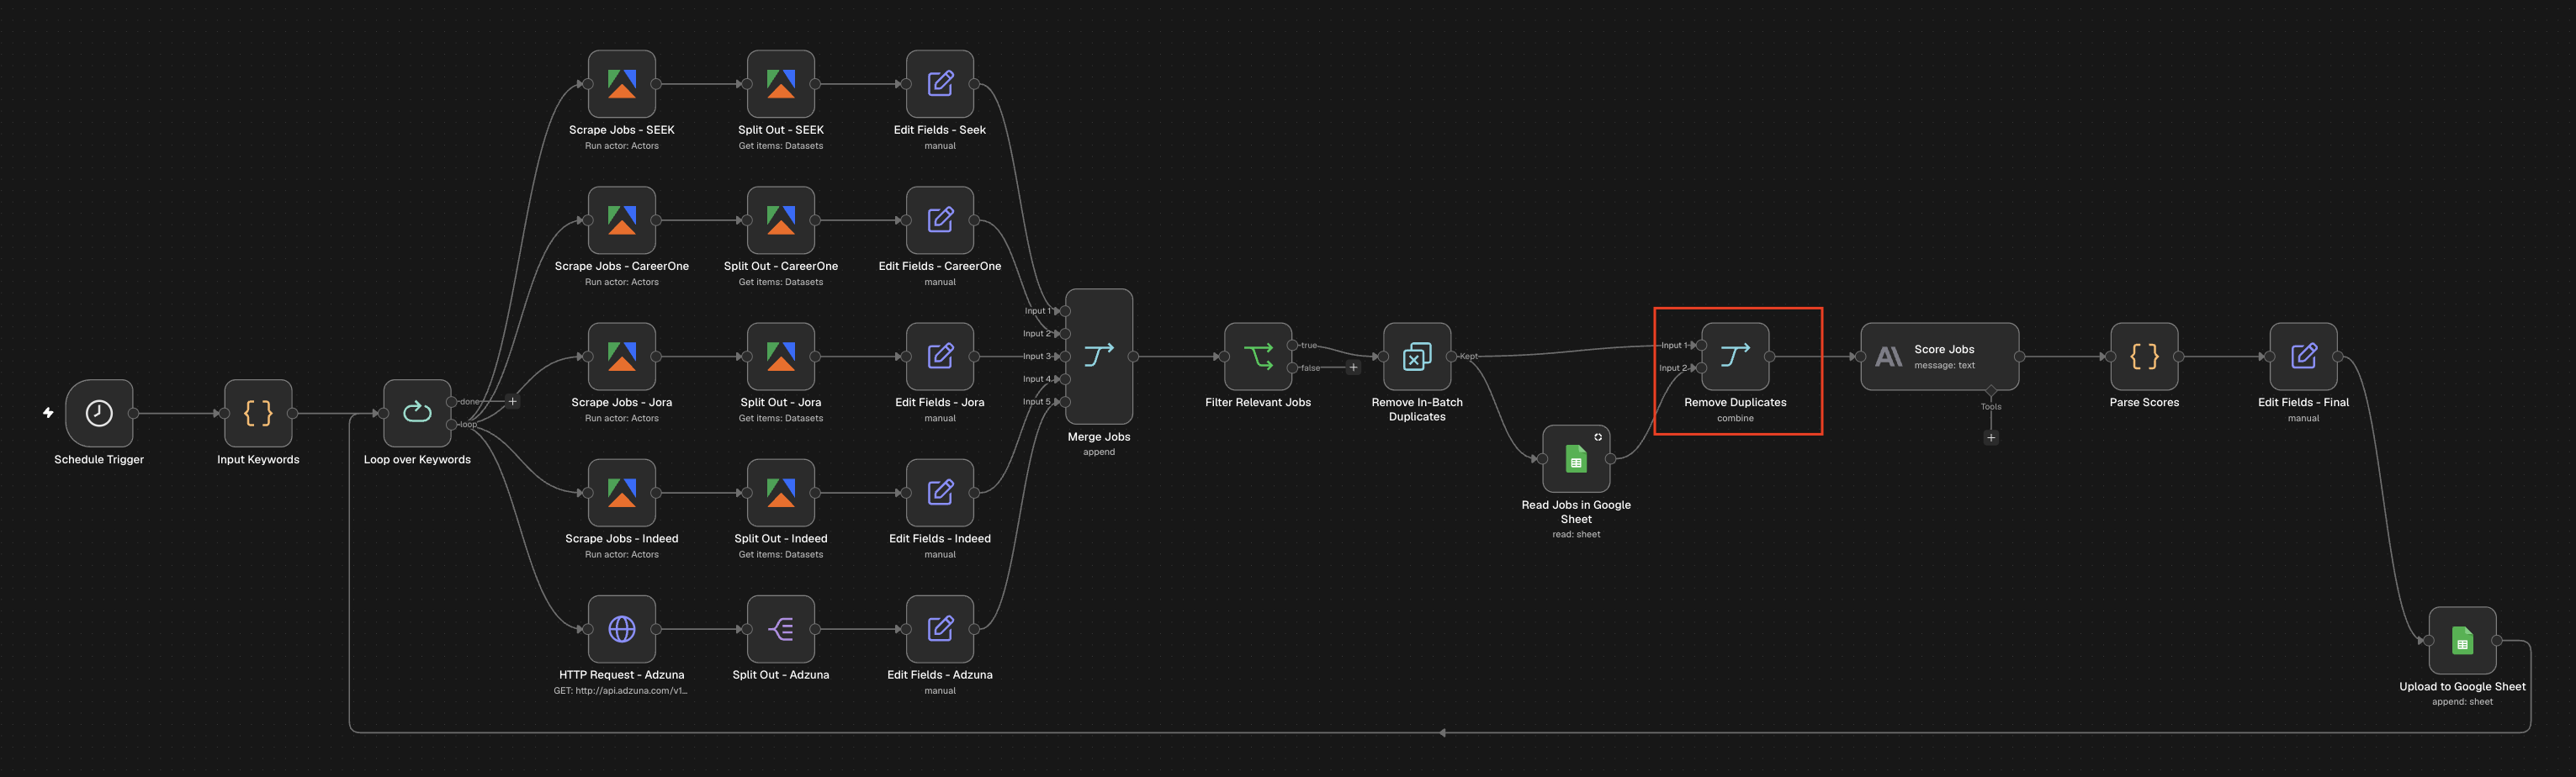 Scrape Jobs - SEEK
Run actor: Actors
Split Out - SEEK
Get items: Datasets
Edit Fields - Seek
manual
Scrape Jobs - CareerOne
Run actor: Actors
Split Out - CareerOne
Get items: Datasets
Edit Fields - CareerOne
manual
Scrape Jobs - Jora
Run actor: Actors
Split Out - Jora
Get items: Datasets
Edit Fields - Jora
manual
Scrape Jobs - Indeed
Run actor: Actors
Split Out - Indeed
Get items: Datasets
Edit Fields - Indeed
manual
HTTP Request - Adzuna
GET: http://api.adzuna.com/v1...
Split Out - Adzuna
Edit Fields - Adzuna
manual
Schedule Trigger
Input Keywords
Loop over Keywords
done
loop
Input 1
Input 2
Input 3
Input 4
Input 5
Merge Jobs
append
Filter Relevant Jobs
true
false
Remove In-Batch
Duplicates
Kept
Read Jobs in Google
Sheet
read: sheet
Input 1
Input 2
Remove Duplicates
combine
Score Jobs
message: text
Tools
Parse Scores
Edit Fields - Final
manual
Upload to Google Sheet
append: sheet